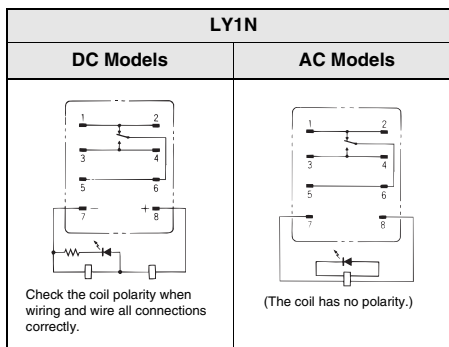 LY1N
DC Models
AC Models
1 2
3 4
5 6
7 − + 8
Check the coil polarity when
wiring and wire all connections
correctly.
1 2
3 4
5 6
7 8
(The coil has no polarity.)